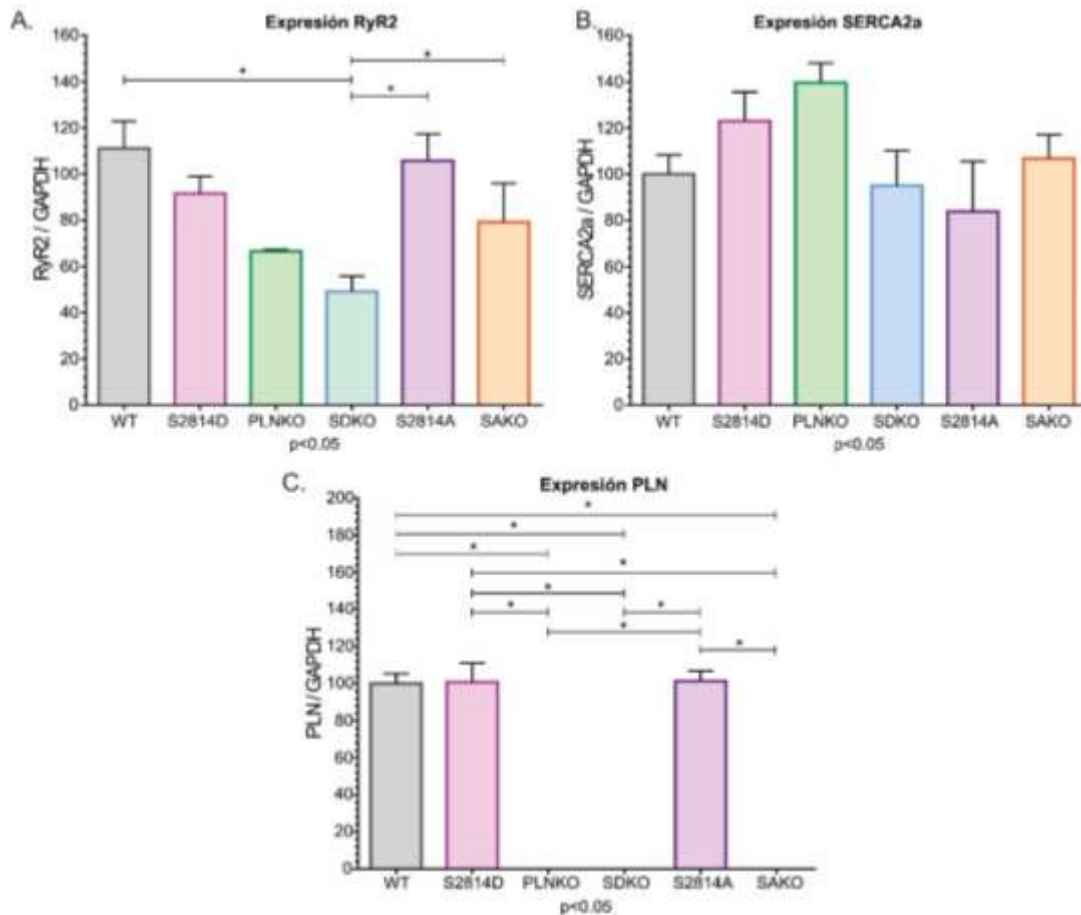 A.
Expresión RyR2
160
140
120
100
80
60
40
20
0
RyR2 / GAPDH
*
*
*
WT S2814D PLNKO SDKO S2814A SAKO
p<0.05
B.
Expresión SERCA2a
160
140
120
100
80
60
40
20
0
SERCA2a / GAPDH
WT S2814D PLNKO SDKO S2814A SAKO
p<0.05
C.
Expresión PLN
200
180
160
140
120
100
80
60
40
20
0
PLN / GAPDH
*
*
*
*
*
*
*
*
*
WT S2814D PLNKO SDKO S2814A SAKO
p<0.05